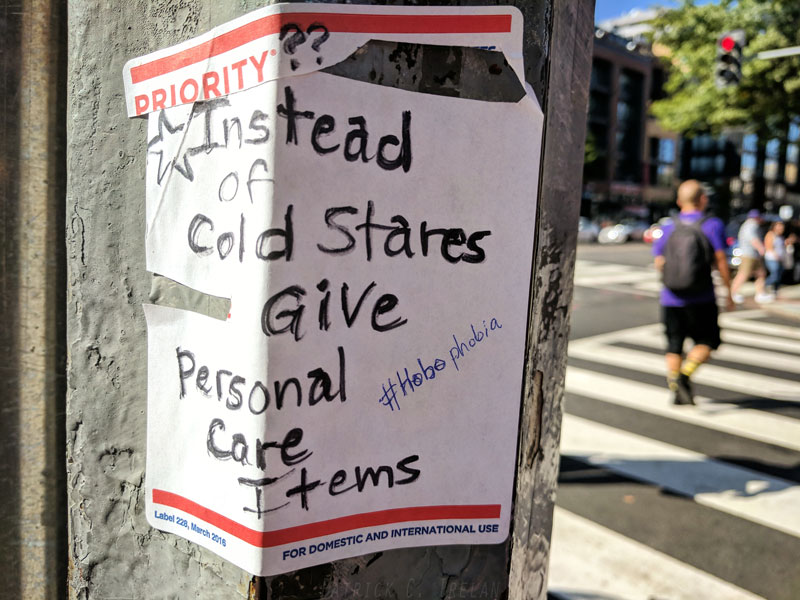 PRIORITY®
??
Instead
of
Cold Stares
Give
Personal
Care
Items
#Hobophobia
Label 228, March 2016
FOR DOMESTIC AND INTERNATIONAL USE